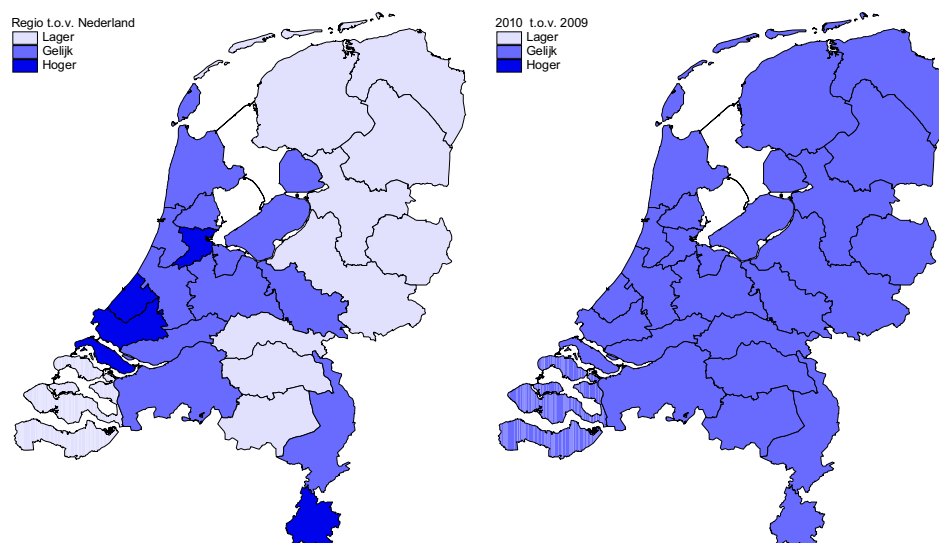 Regio t.o.v. Nederland
Lager
Gelijk
Hoger
2010 t.o.v. 2009
Lager
Gelijk
Hoger